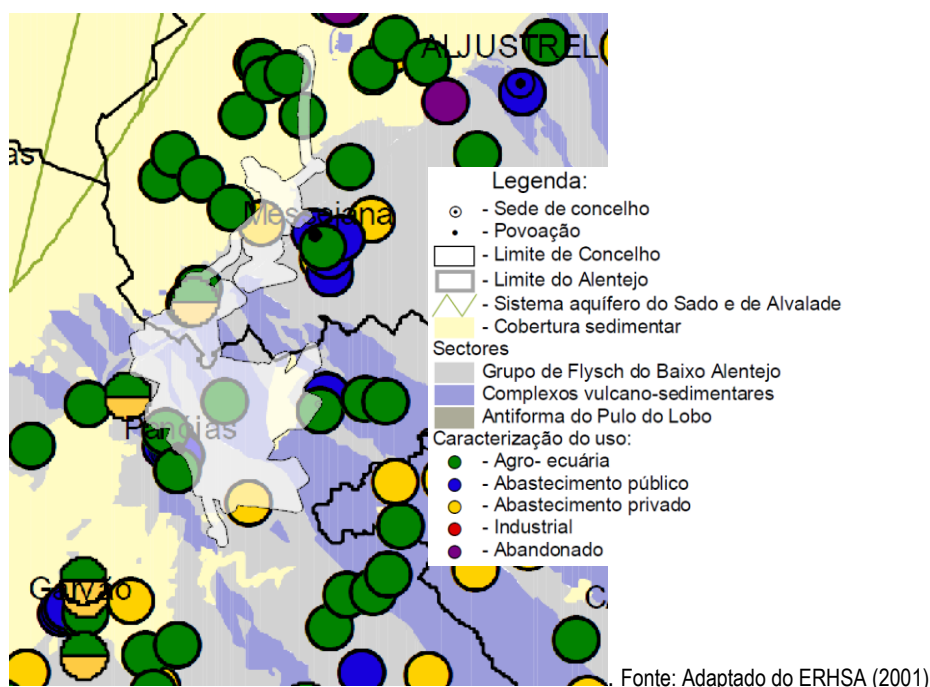 ALJUSTREL
as
Messejana
Panóias
Garvão
CA
Legenda:
- Sede de concelho
- Povoação
- Limite de Concelho
- Limite do Alentejo
- Sistema aquífero do Sado e de Alvalade
- Cobertura sedimentar
Sectores
Grupo de Flysch do Baixo Alentejo
Complexos vulcano-sedimentares
Antiforma do Pulo do Lobo
Caracterização do uso:
- Agro- ecuária
- Abastecimento público
- Abastecimento privado
- Industrial
- Abandonado
. Fonte: Adaptado do ERHSA (2001)